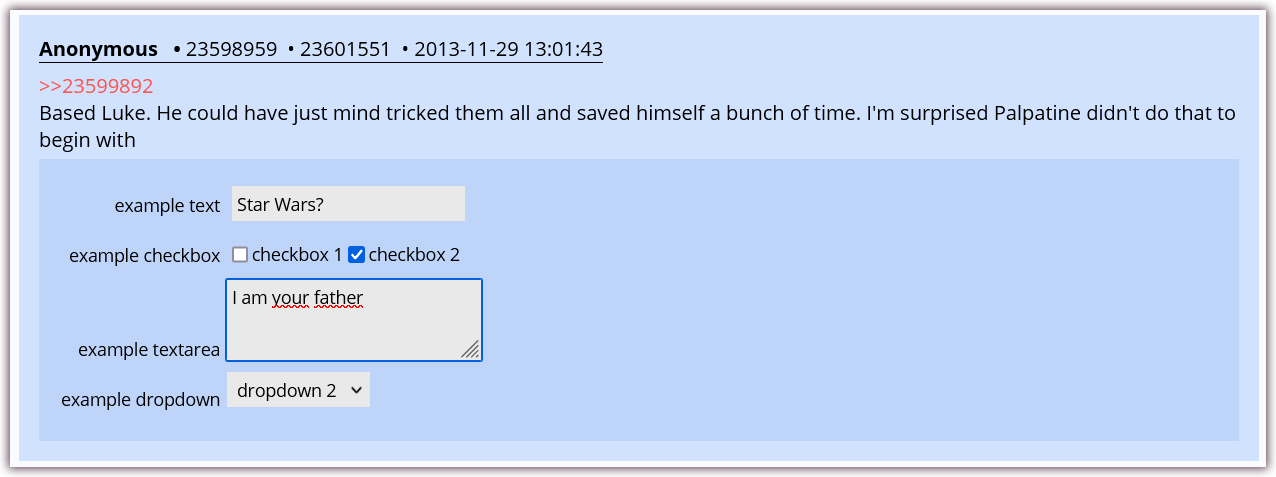 Anonymous • 23598959 • 23601551 • 2013-11-29 13:01:43
>>23599892
Based Luke. He could have just mind tricked them all and saved himself a bunch of time. I'm surprised Palpatine didn't do that to
begin with
example text Star Wars?
example checkbox checkbox 1 checkbox 2
I am your father
example textarea
example dropdown dropdown 2